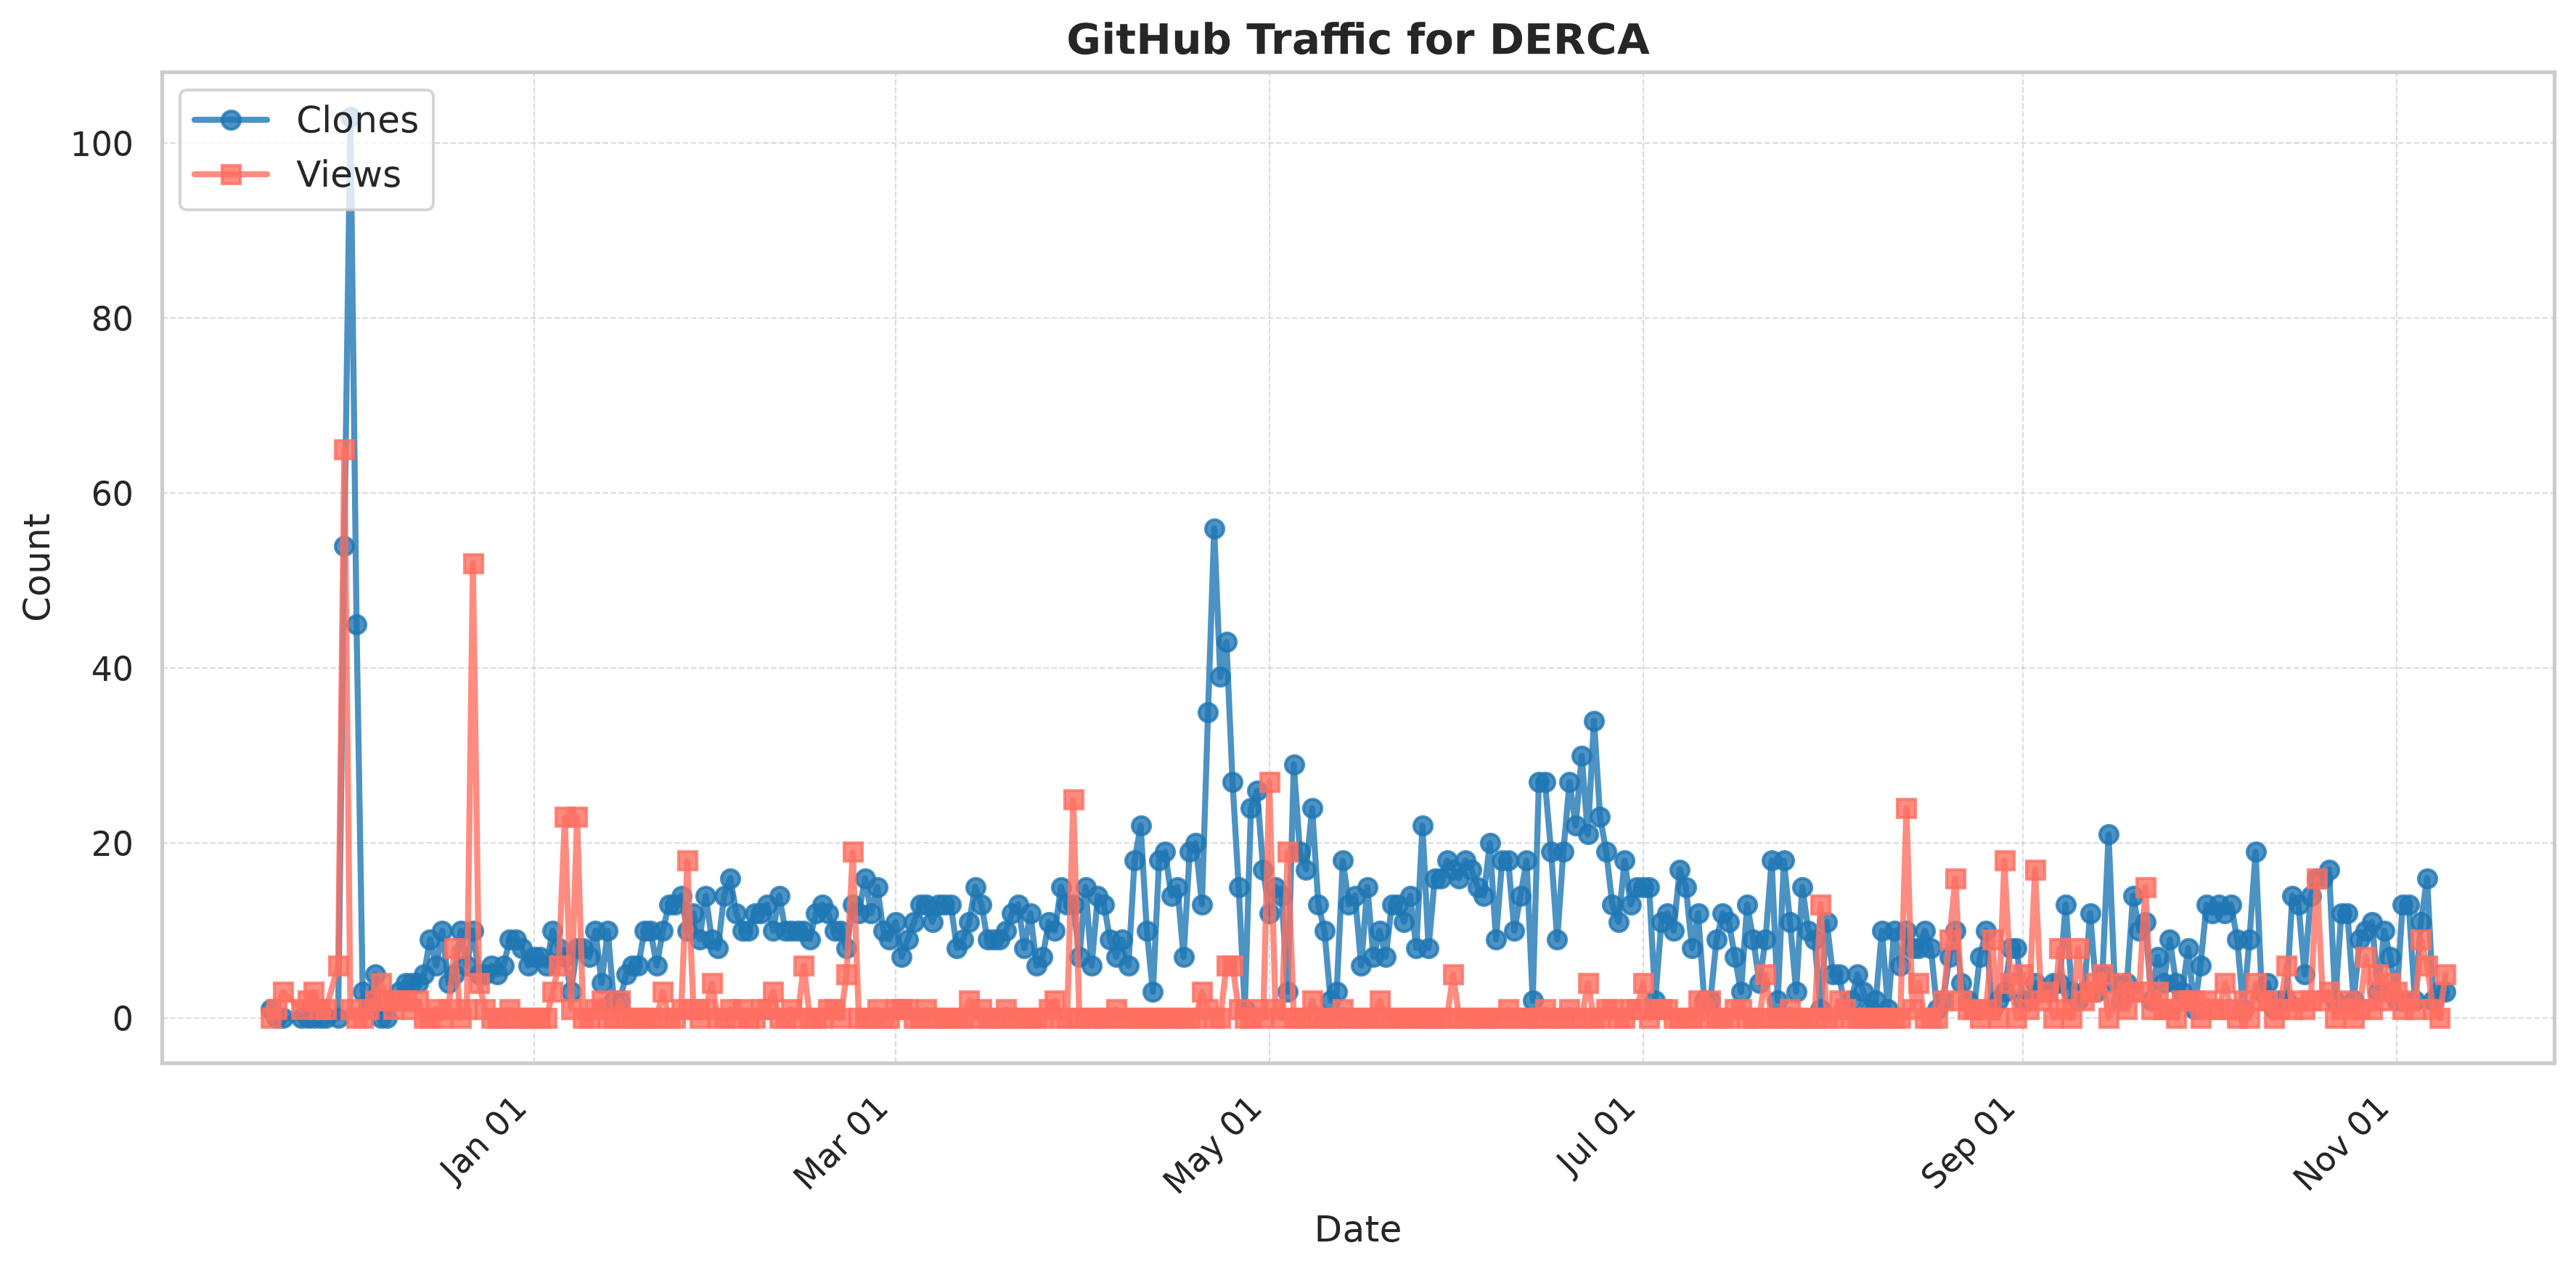 GitHub Traffic for DERCA
Clones
Views
100
80
60
40
20
0
Count
Jan 01
Mar 01
May 01
Jul 01
Sep 01
Nov 01
Date